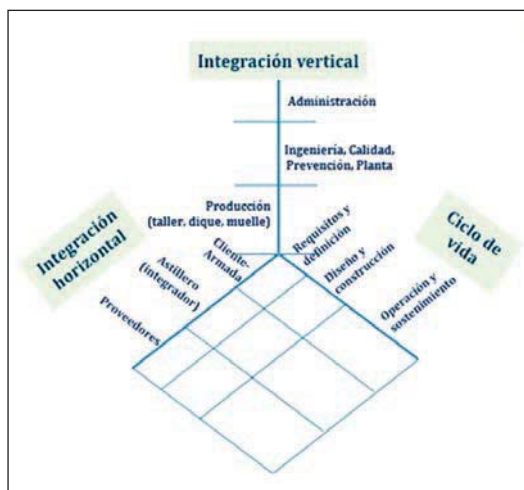 Integración vertical
Administración
Ingeniería, Calidad,
Prevención, Planta
Producción
(taller, dique, muelle)
Integración
horizontal
Cliente-
Armada
Astillero
(integrador)
Proveedores
Requisitos y
definición
Diseño y
construcción
Operación y
sostenimiento
Ciclo de
vida